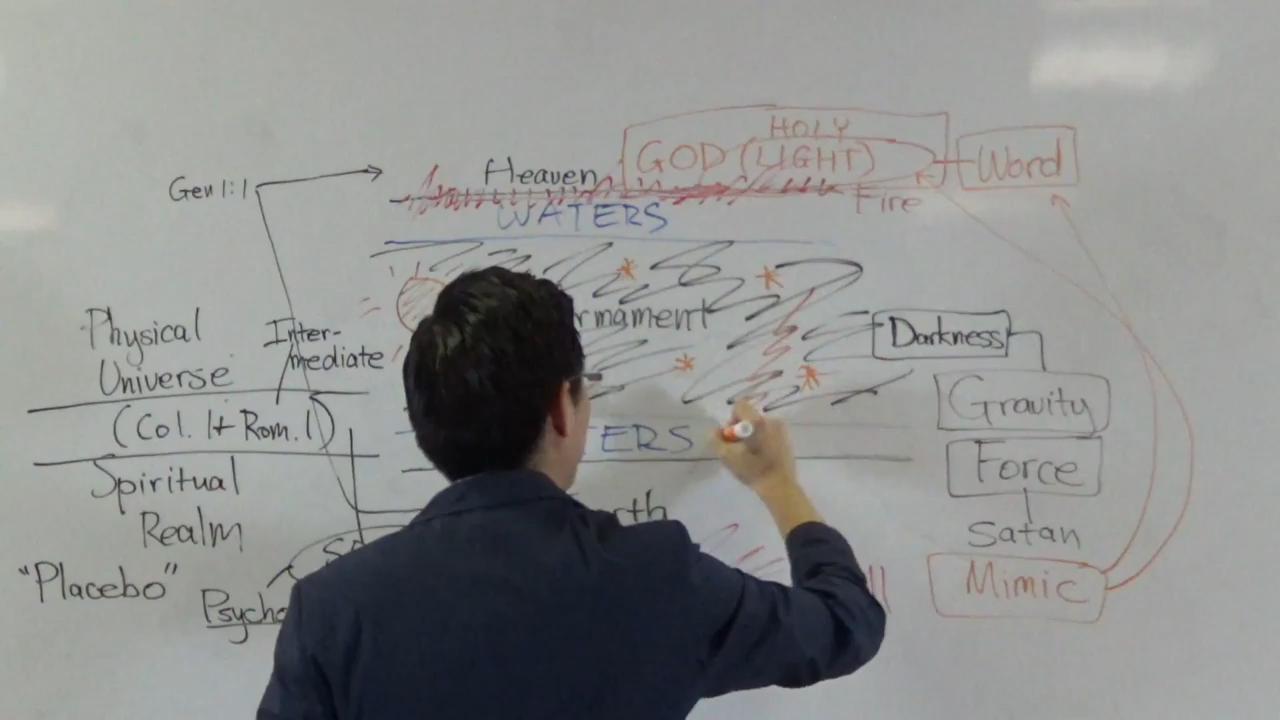 HOLY
Heaven GOD (LIGHT) Word
Gen 1:1
Fire
WATERS
rmament
Physical
Universe
Inter-
mediate
Darkness
Gravity
(Col. 1 + Rom. 1)
ERS
Force
Spiritual
Realm
rth
Satan
"Placebo"
Psycho
Mimic